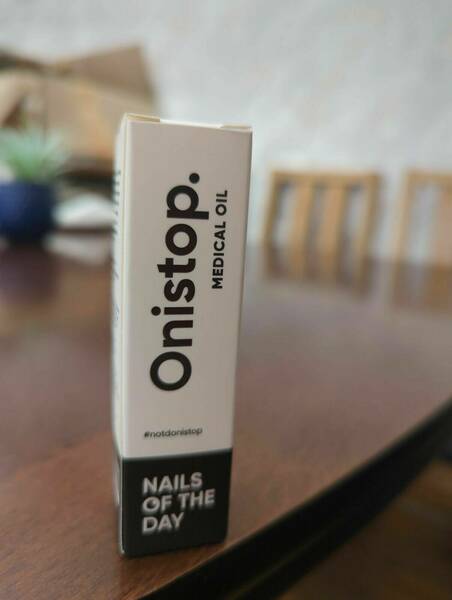 Onistop.
MEDICAL OIL
#notdonistop
NAILS
OF THE
DAY